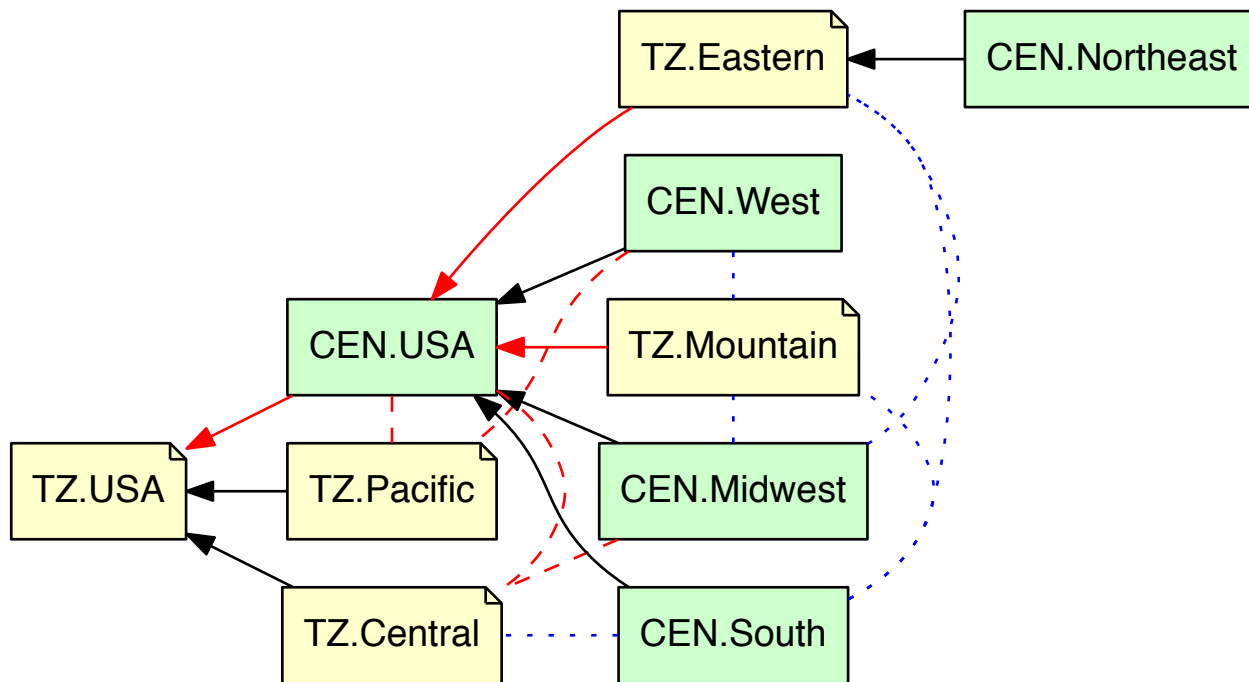 TZ.Eastern
CEN.Northeast
CEN.West
CEN.USA
TZ.Mountain
TZ.USA
TZ.Pacific
CEN.Midwest
TZ.Central
CEN.South